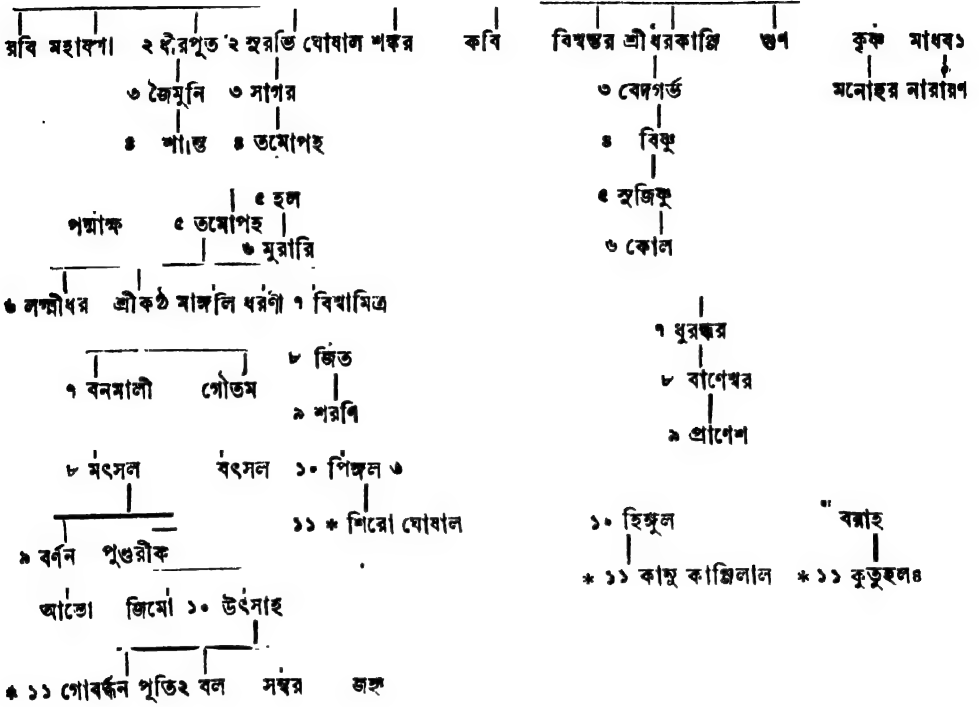 রবি মহাযশা ২ ধীরপূত ২ সুরভি ঘোষাল শঙ্কর কবি বিশ্বম্ভর শ্রীধরকাঞ্জি গুণ কৃষ্ণ মাধব১
৩ জৈমুনি ৩ সাগর ৩ বেদগর্ভ মনোহর নারায়ণ
৪ শান্ত ৪ তমোপহ ৪ বিষ্ণু
৫ হল ৫ সুজিষ্ণু
পদ্মাক্ষ ৫ তমোপহ
৬ মুরারি ৬ কোল
৬ লক্ষ্মীধর শ্রীকণ্ঠ মাঙ্গলি ধরণী ৭ বিশ্বামিত্র
৭ ধুরন্ধর
৮ জিত
৭ বনমালী গৌতম ৮ বাণেশ্বর
৯ শরণি
৯ প্রাণেশ
৮ মৎসল বৎসল ১০ পিঙ্গল ৩
১১ * শিরো ঘোষাল ১০ হিঙ্গুল বরাহ
৯ বর্ণন পুণ্ডরীক
* ১১ কানু কাঞ্জিলাল * ১১ কুতুহল৪
আভো জিমো ১০ উৎসাহ
* ১১ গোবর্দ্ধন পূতি২ বল সম্বর জহ্ন